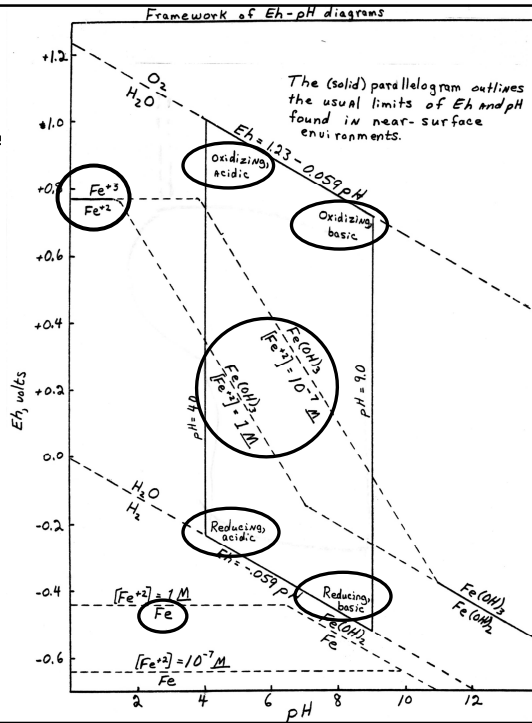 Framework of Eh-pH diagrams
+1.2
O2
H2O
The (solid) parallelogram outlines
the usual limits of Eh and pH
found in near-surface
environments.
+1.0
Eh = 1.23 - 0.059 pH
Oxidizing,
acidic
+0.8
Fe+3
Fe+2
Oxidizing,
basic
+0.6
+0.4
Fe(OH)3
[Fe+2] = 10-7 M
Fe(OH)3
[Fe+2] = 1 M
pH = 4.0
pH = 9.0
+0.2
Eh, volts
0.0
H2O
H2
-0.2
Reducing,
acidic
Eh = -.059 pH
-0.4
[Fe+2] = 1 M
Fe
Reducing,
basic
Fe(OH)2
Fe
Fe(OH)3
Fe(OH)2
-0.6
[Fe+2] = 10-7 M
Fe
2
4
6
8
10
12
pH